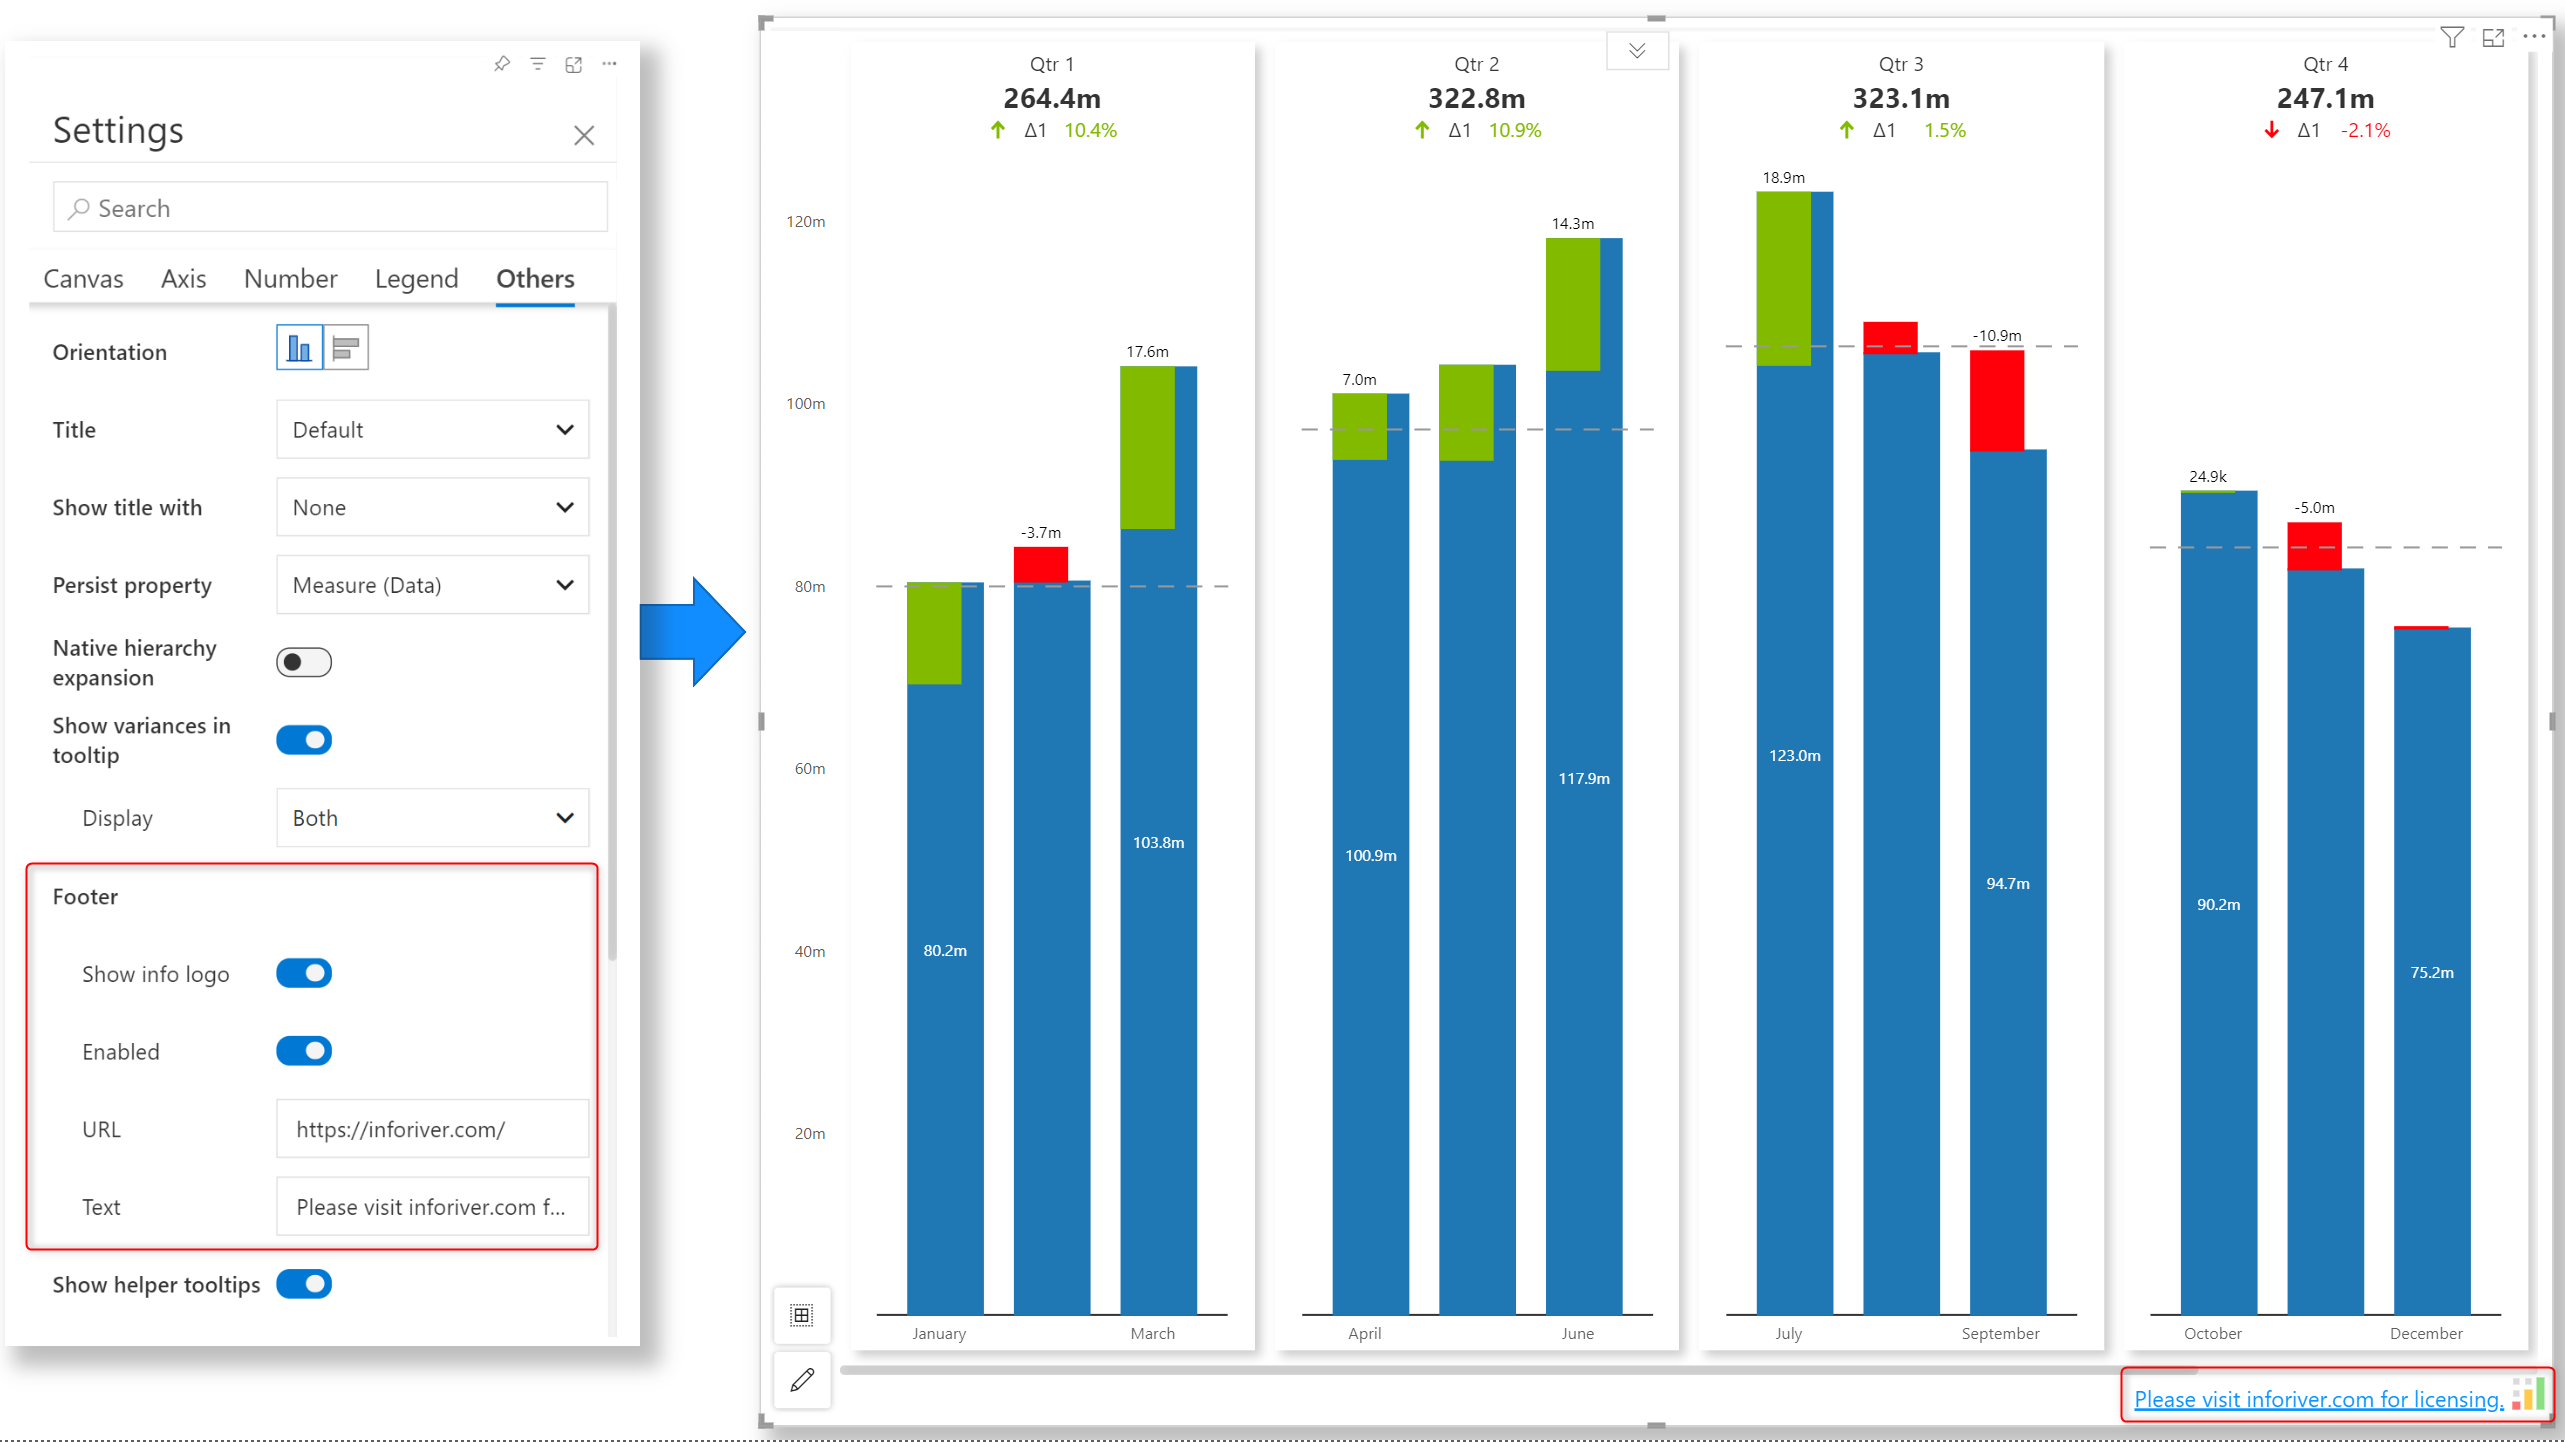 Settings
Search
Canvas Axis Number Legend Others
Orientation
Title Default
Show title with None
Persist property Measure (Data)
Native hierarchy
expansion
Show variances in
tooltip
Display Both
Footer
Show info logo
Enabled
URL https://inforiver.com/
Text Please visit inforiver.com f...
Show helper tooltips
Qtr 1
264.4m
Δ1 10.4%
Qtr 2
322.8m
Δ1 10.9%
Qtr 3
323.1m
Δ1 1.5%
Qtr 4
247.1m
Δ1 -2.1%
120m
100m
80m
60m
40m
20m
-3.7m
17.6m
80.2m
103.8m
January March
7.0m
14.3m
100.9m
117.9m
April June
18.9m
-10.9m
123.0m
94.7m
July September
24.9k
-5.0m
90.2m
75.2m
October December
Please visit inforiver.com for licensing.